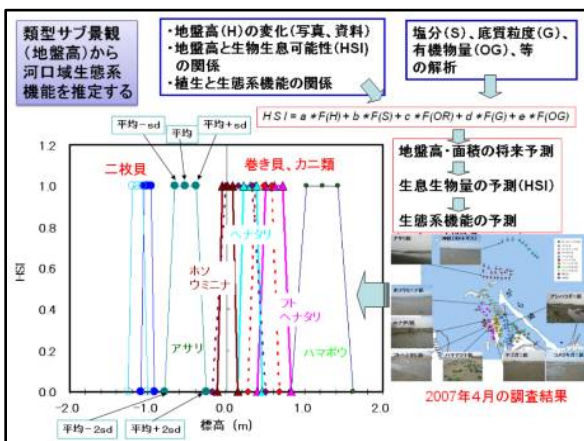 類型サブ景観
(地盤高)から
河口域生態系
機能を推定する
・地盤高(H)の変化(写真、資料)
・地盤高と生物生息可能性(HSI)
の関係
・植生と生態系機能の関係
塩分(S)、底質粒度(G)、
有機物量(OG)、等
の解析
HSI=a*F(H)+b*F(S)+c*F(OR)+d*F(G)+e*F(OG)
地盤高・面積の将来予測
生息生物量の予測(HSI)
生態系機能の予測
平均-sd
平均
平均+sd
二枚貝
巻き貝、カニ類
ヘナタリ
ホソ
ウミニナ
フト
ヘナタリ
アサリ
ハマボウ
HSI
1.0
0.8
0.6
0.4
0.2
0.0
-2.0
-1.0
0.0
1.0
2.0
標高(m)
平均-2sd
平均+2sd
2007年4月の調査結果